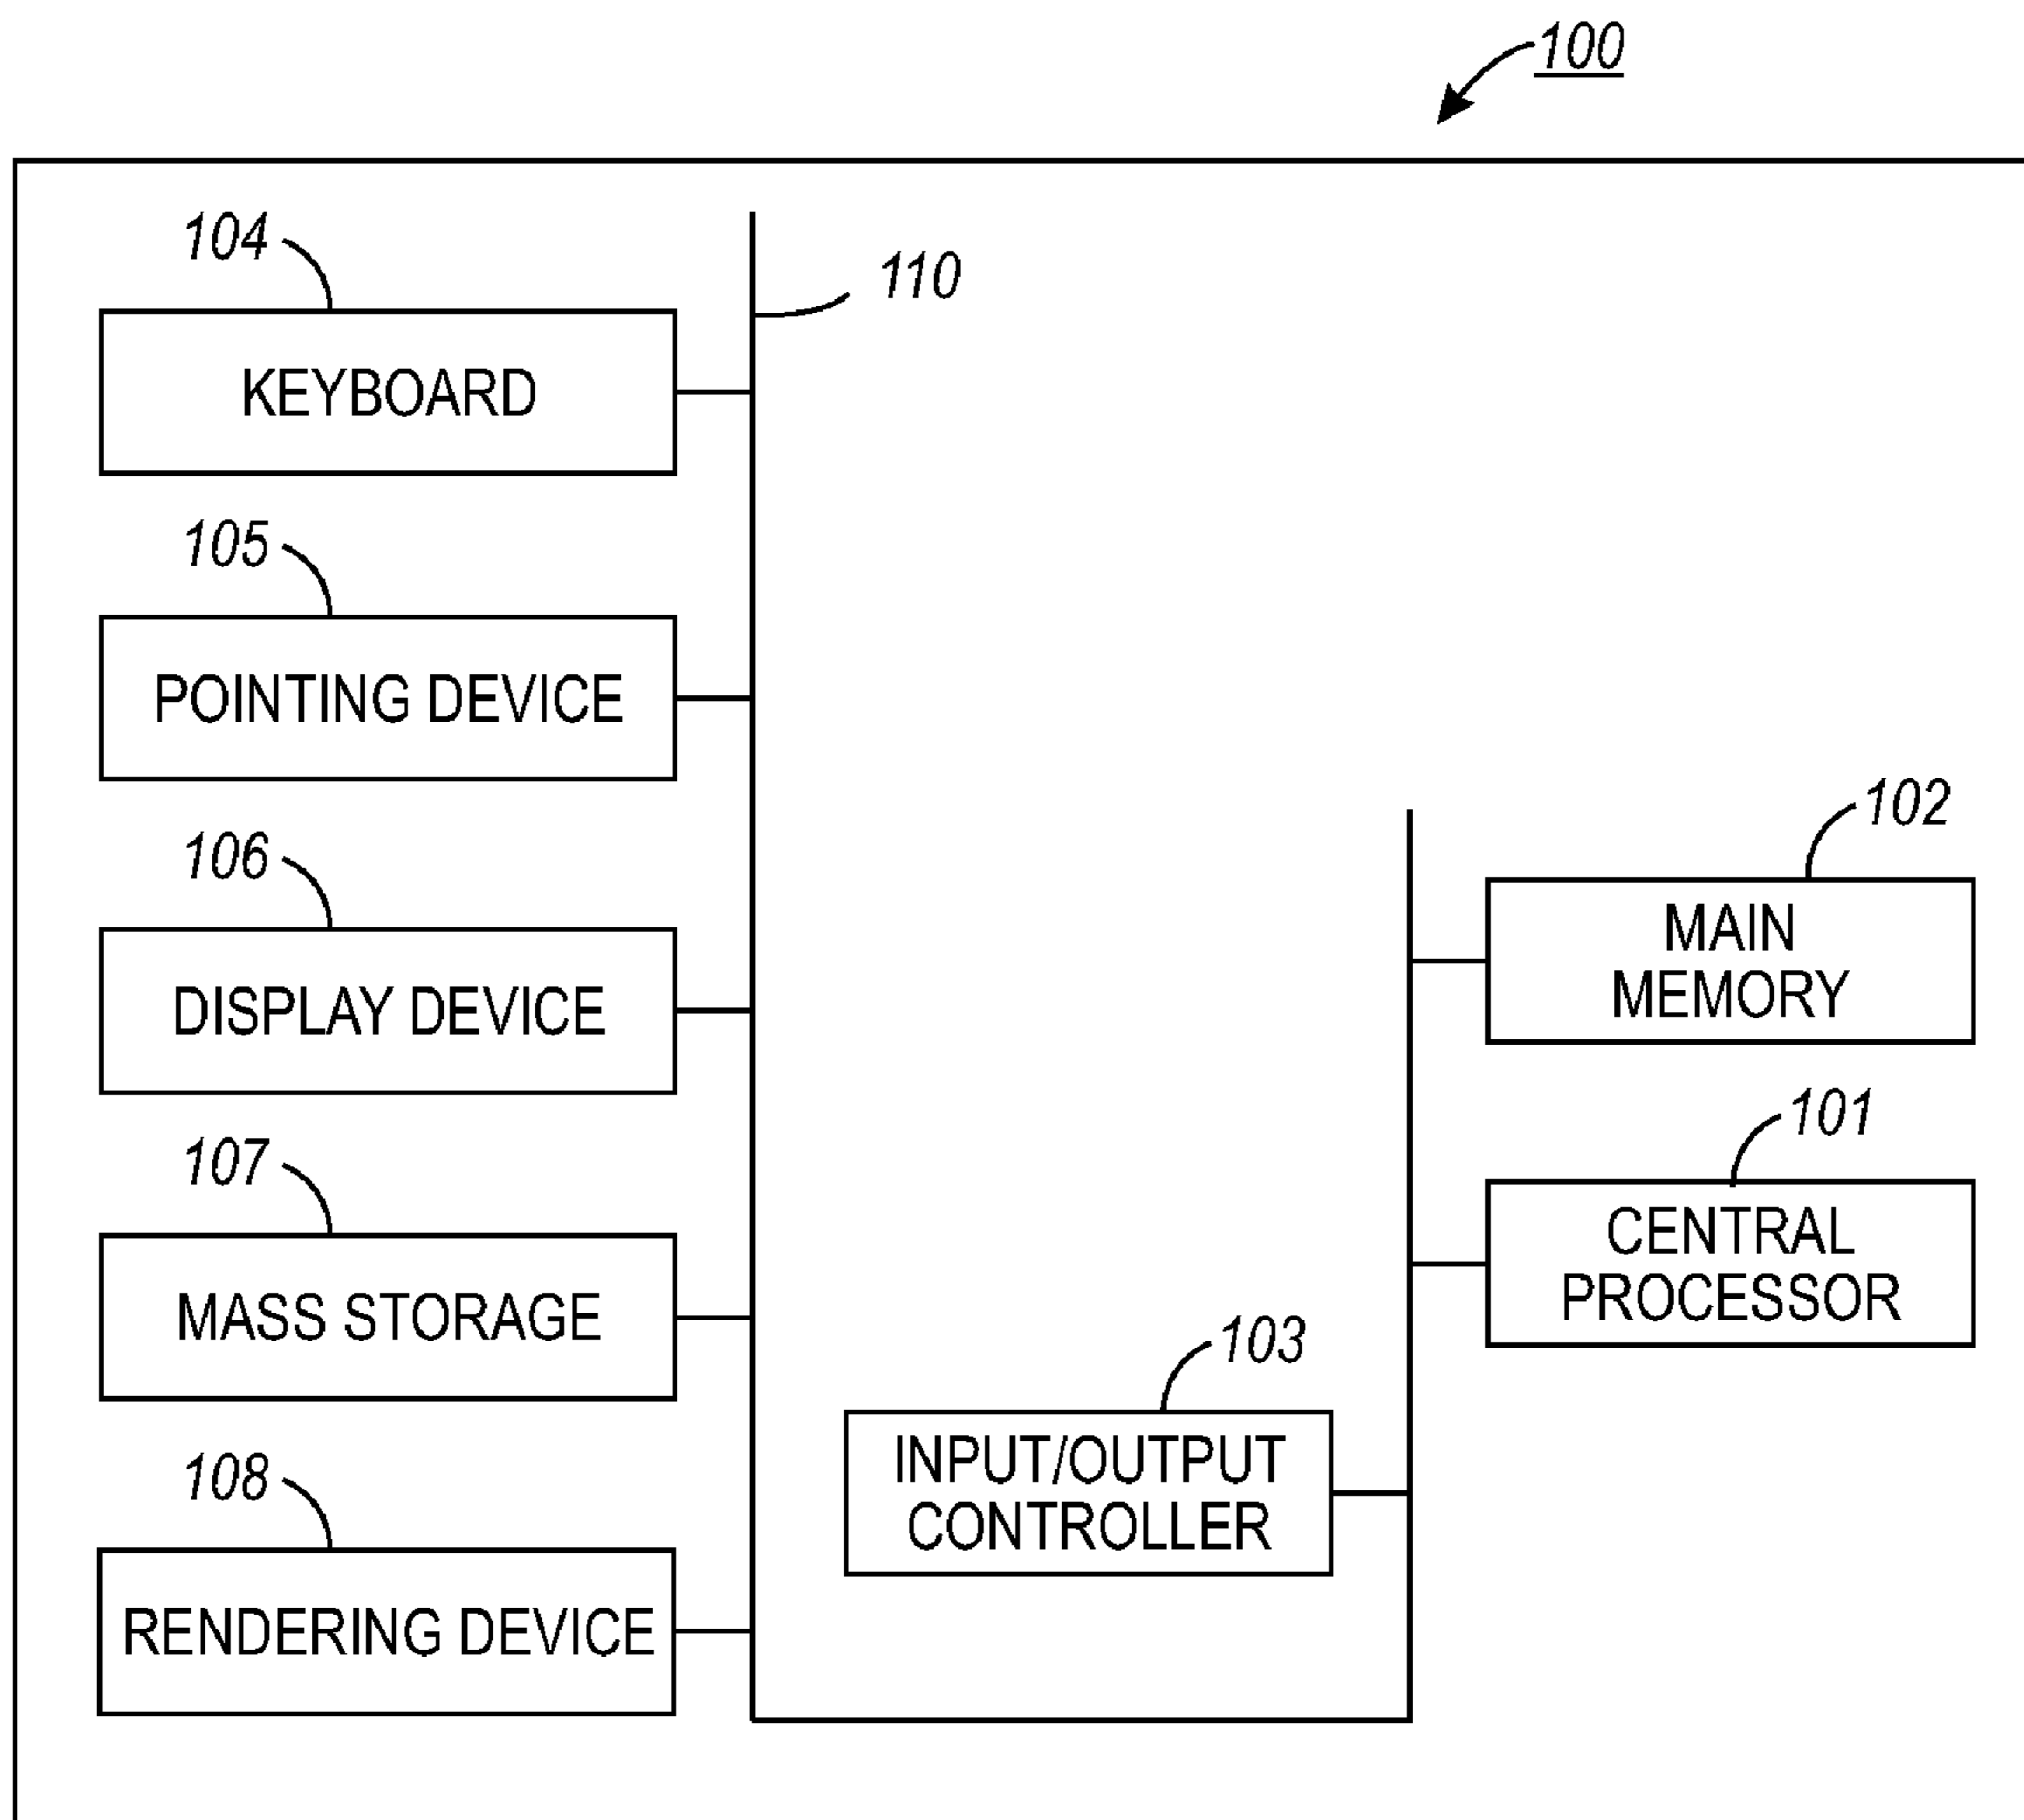 100
104
110
KEYBOARD
105
POINTING DEVICE
106
DISPLAY DEVICE
107
MASS STORAGE
108
RENDERING DEVICE
102
MAIN
MEMORY
101
CENTRAL
PROCESSOR
103
INPUT/OUTPUT
CONTROLLER